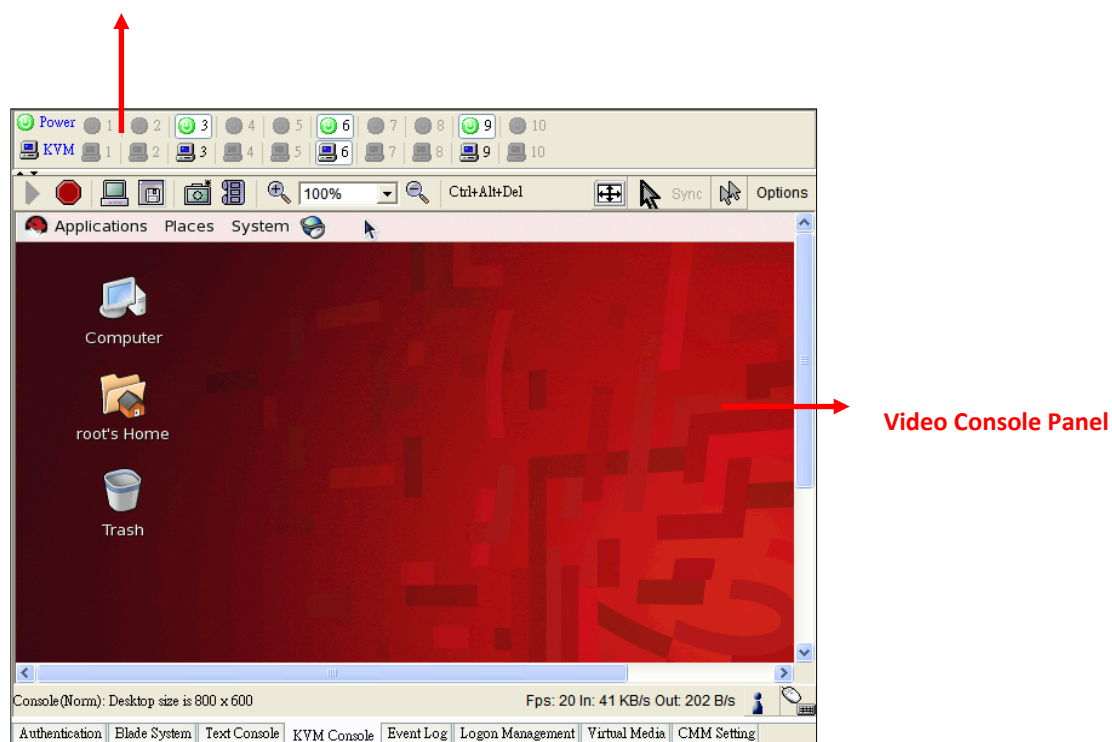 Power 1 2 3 4 5 6 7 8 9 10
KVM 1 2 3 4 5 6 7 8 9 10
100% Ctrl+Alt+Del Sync Options
Applications Places System
Computer
root's Home
Video Console Panel
Trash
Console(Norm): Desktop size is 800 x 600 Fps: 20 In: 41 KB/s Out: 202 B/s
Authentication Blade System Text Console KVM Console Event Log Logon Management Virtual Media CMM Setting